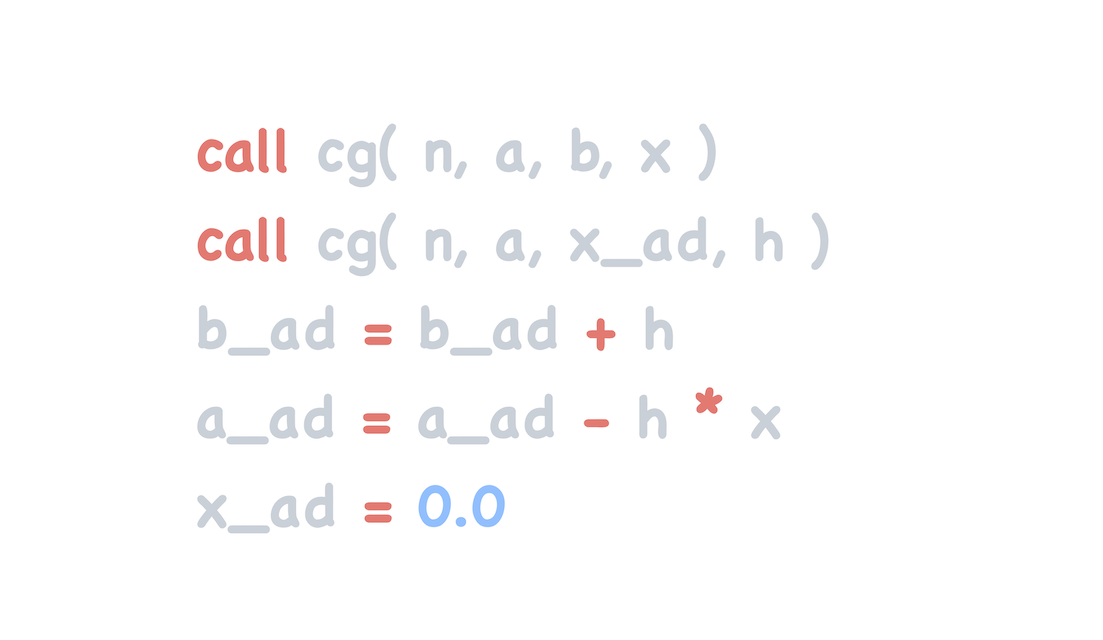 call cg( n, a, b, x )
call cg( n, a, x_ad, h )
b_ad = b_ad + h
a_ad = a_ad - h * x
x_ad = 0.0